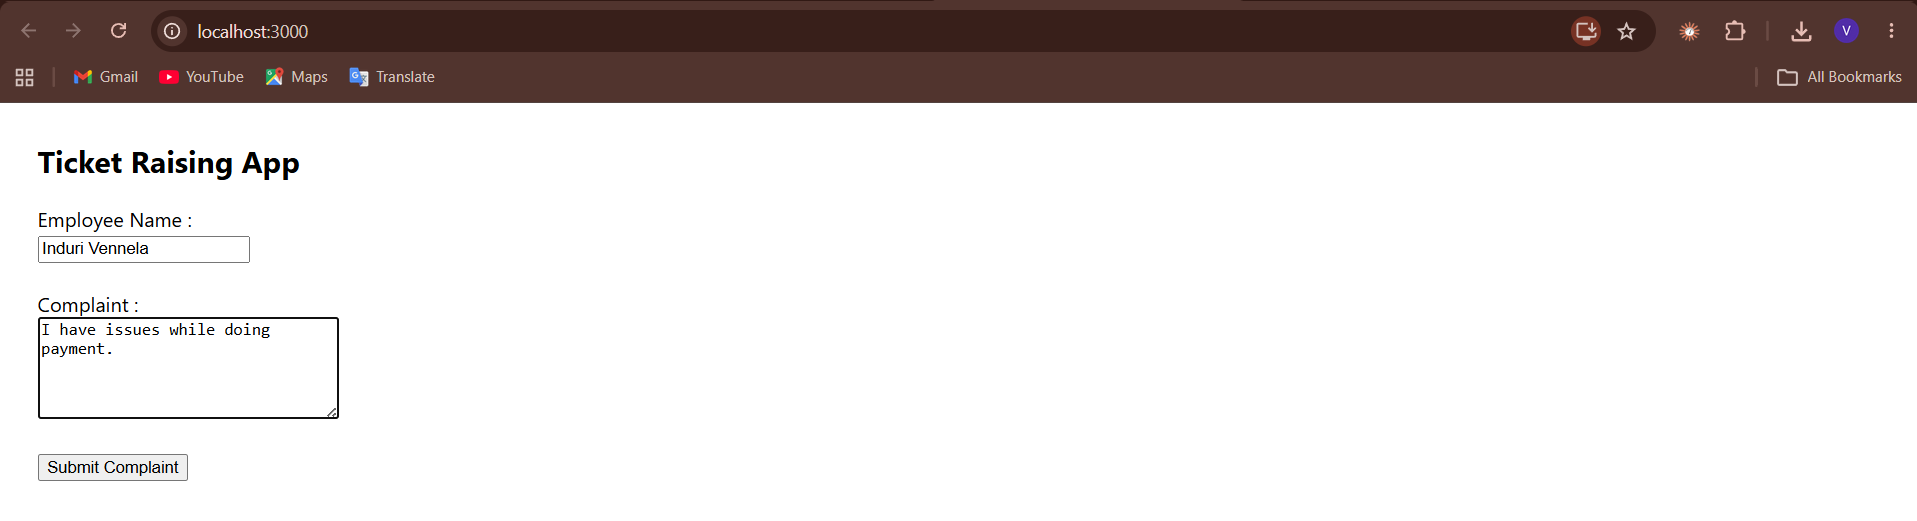 localhost:3000
V
Gmail
YouTube
Maps
Translate
All Bookmarks
Ticket Raising App
Employee Name :
Induri Vennela
Complaint :
I have issues while doing
payment.
Submit Complaint